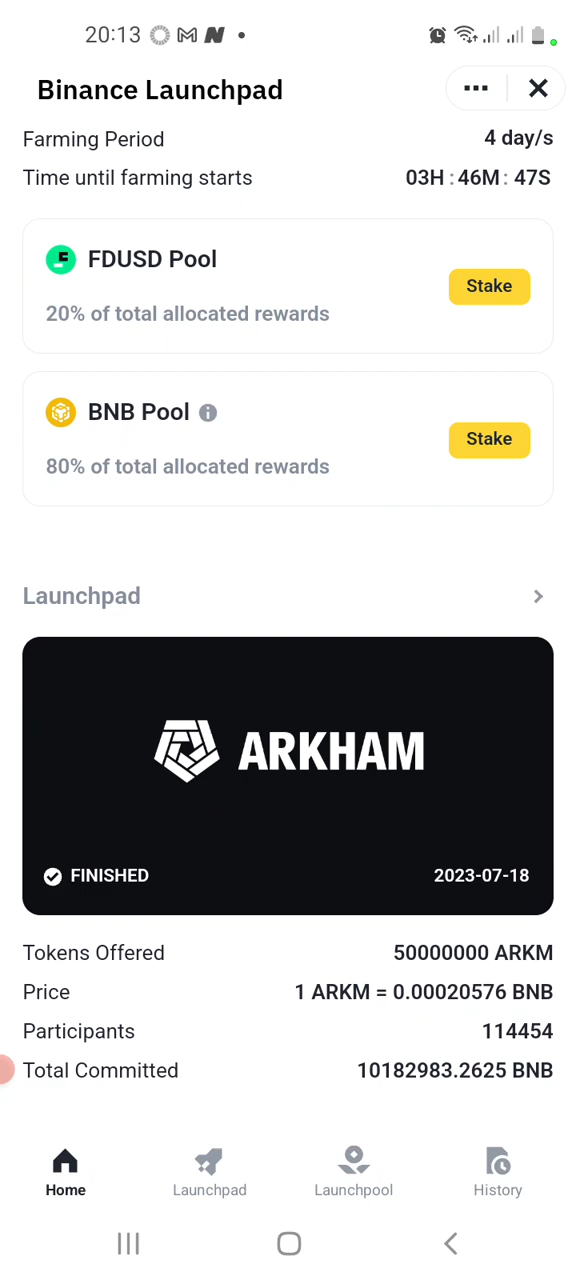 20:13
Binance Launchpad
Farming Period 4 day/s
Time until farming starts 03H : 46M : 47S
FDUSD Pool
Stake
20% of total allocated rewards
BNB Pool
Stake
80% of total allocated rewards
Launchpad
ARKHAM
FINISHED 2023-07-18
Tokens Offered 50000000 ARKM
Price 1 ARKM = 0.00020576 BNB
Participants 114454
Total Committed 10182983.2625 BNB
Home Launchpad Launchpool History